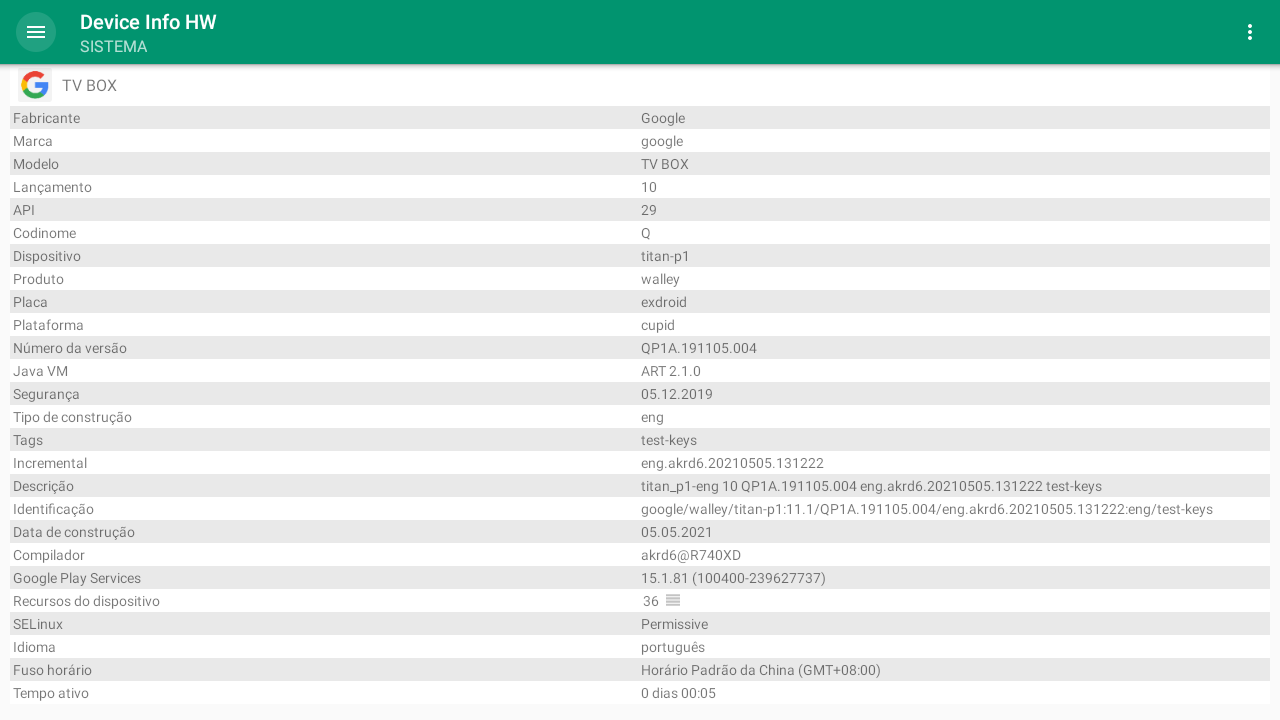 Device Info HW
SISTEMA
TV BOX
Fabricante Google
Marca google
Modelo TV BOX
Lançamento 10
API 29
Codinome Q
Dispositivo titan-p1
Produto walley
Placa exdroid
Plataforma cupid
Número da versão QP1A.191105.004
Java VM ART 2.1.0
Segurança 05.12.2019
Tipo de construção eng
Tags test-keys
Incremental eng.akrd6.20210505.131222
Descrição titan_p1-eng 10 QP1A.191105.004 eng.akrd6.20210505.131222 test-keys
Identificação google/walley/titan-p1:11.1/QP1A.191105.004/eng.akrd6.20210505.131222:eng/test-keys
Data de construção 05.05.2021
Compilador akrd6@R740XD
Google Play Services 15.1.81 (100400-239627737)
Recursos do dispositivo 36
SELinux Permissive
Idioma português
Fuso horário Horário Padrão da China (GMT+08:00)
Tempo ativo 0 dias 00:05